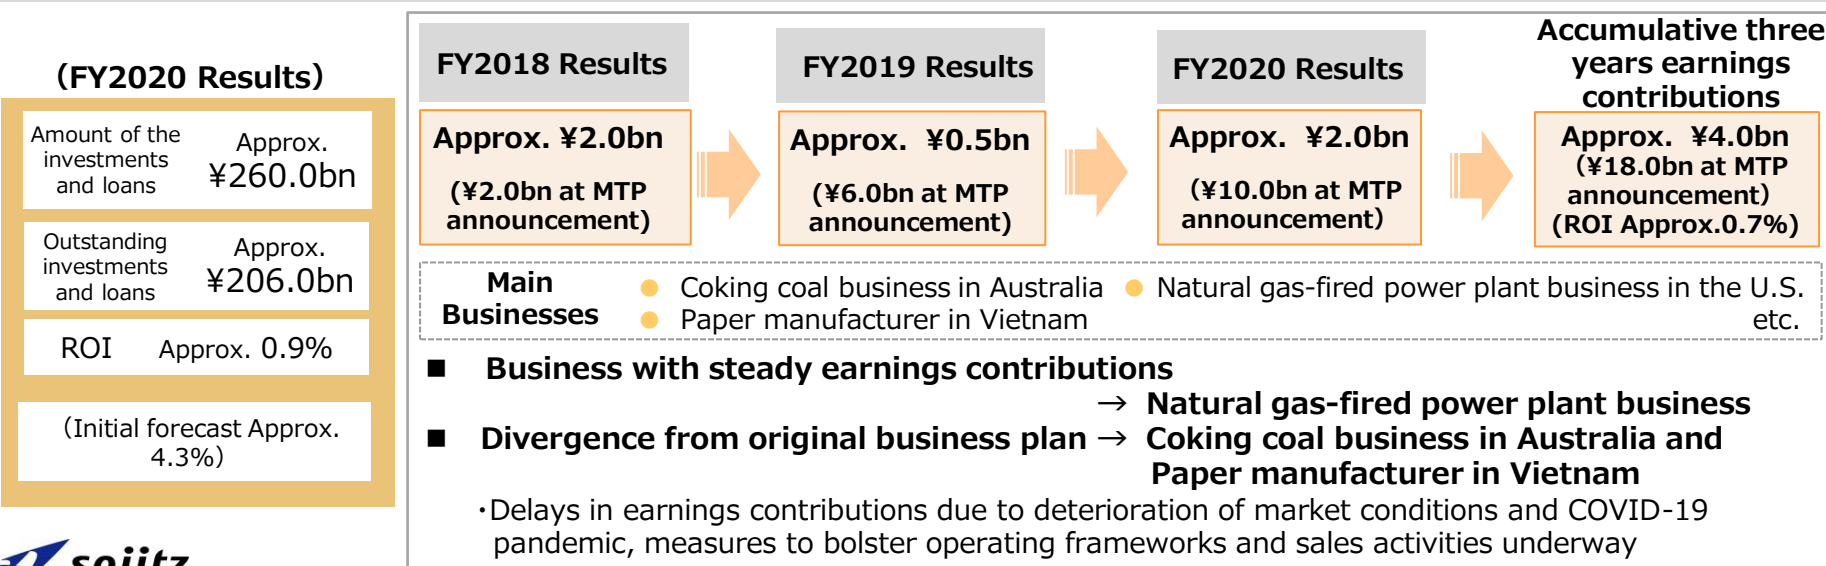 (FY2020 Results)
Amount of the
investments
and loans
Approx.
¥260.0bn
Outstanding
investments
and loans
Approx.
¥206.0bn
ROI Approx. 0.9%
(Initial forecast Approx.
4.3%)
sojitz
FY2018 Results
Approx. ¥2.0bn
(¥2.0bn at MTP
announcement)
FY2019 Results
Approx. ¥0.5bn
(¥6.0bn at MTP
announcement)
FY2020 Results
Approx. ¥2.0bn
(¥10.0bn at MTP
announcement)
Accumulative three
years earnings
contributions
Approx. ¥4.0bn
(¥18.0bn at MTP
announcement)
(ROI Approx.0.7%)
Main
Businesses
● Coking coal business in Australia ● Natural gas-fired power plant business in the U.S.
● Paper manufacturer in Vietnam etc.
■ Business with steady earnings contributions
→ Natural gas-fired power plant business
■ Divergence from original business plan → Coking coal business in Australia and
Paper manufacturer in Vietnam
・Delays in earnings contributions due to deterioration of market conditions and COVID-19
pandemic, measures to bolster operating frameworks and sales activities underway